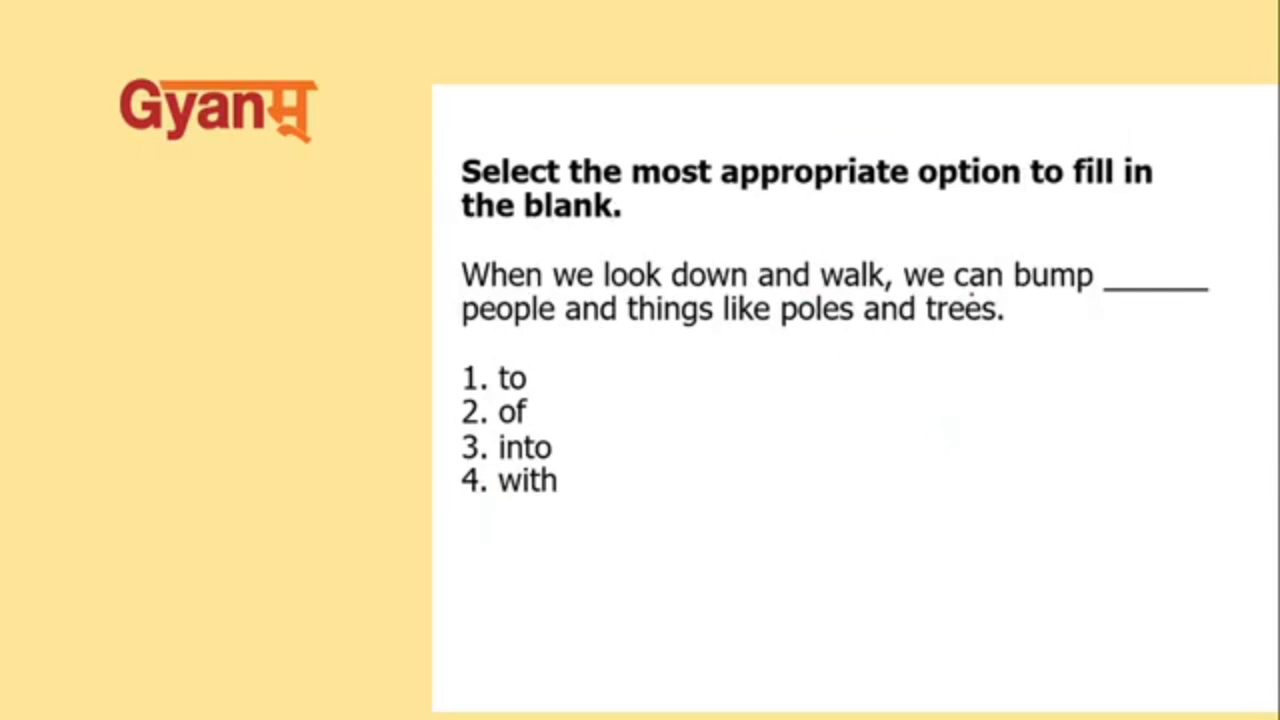 Gyanम्
Select the most appropriate option to fill in
the blank.
When we look down and walk, we can bump _______
people and things like poles and trees.
1. to
2. of
3. into
4. with